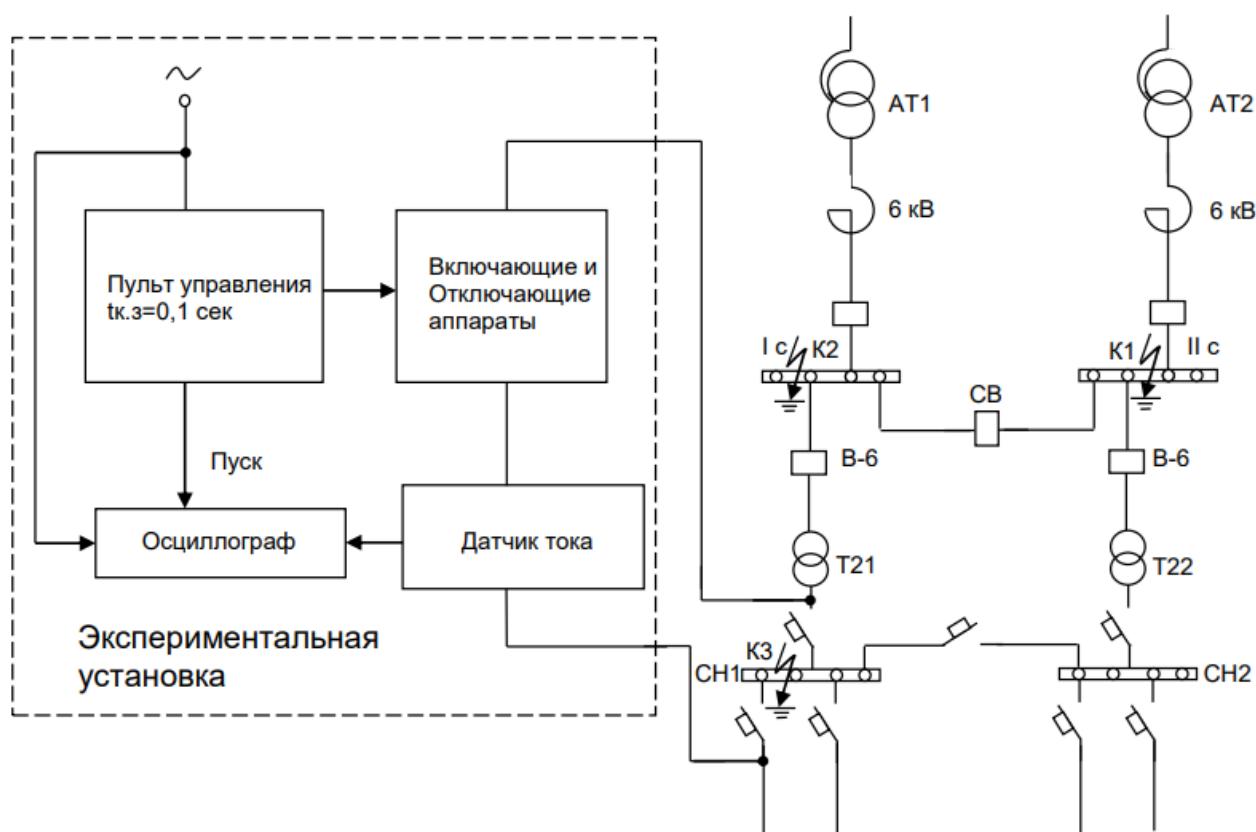 АТ1
АТ2
6 кВ
6 кВ
Пульт управления
tк.з=0,1 сек
Включающие и
Отключающие
аппараты
I с
К2
К1
II с
СВ
Пуск
В-6
В-6
Осциллограф
Датчик тока
Т21
Т22
Экспериментальная
установка
К3
СН1
СН2